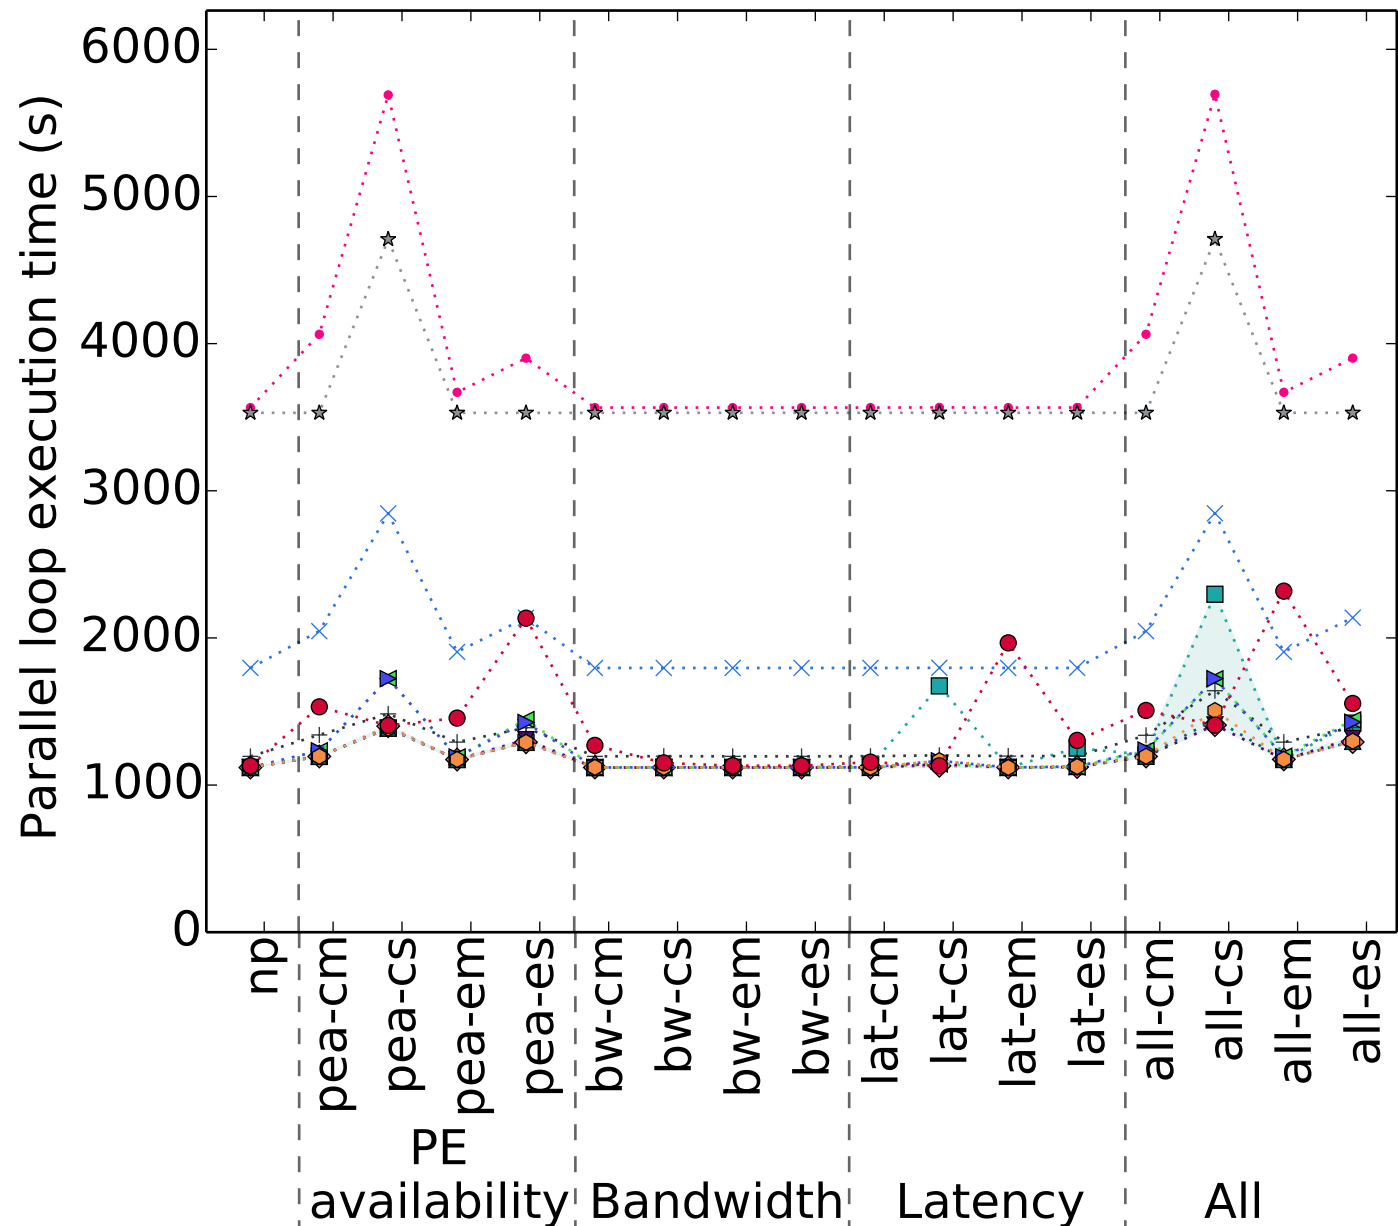 Parallel loop execution time (s)
6000
5000
4000
3000
2000
1000
0
np
pea-cm
pea-cs
pea-em
pea-es
bw-cm
bw-cs
bw-em
bw-es
lat-cm
lat-cs
lat-em
lat-es
all-cm
all-cs
all-em
all-es
PE
availability
Bandwidth
Latency
All